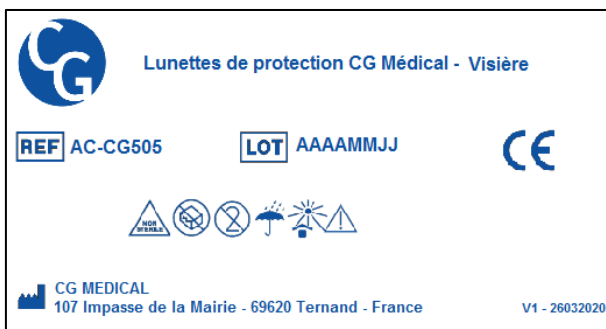 CG
Lunettes de protection CG Médical - Visière
REF AC-CG505
LOT AAAAMMJJ
CE
NON
STERILE
2
CG MEDICAL
107 Impasse de la Mairie - 69620 Ternand - France
V1 - 26032020